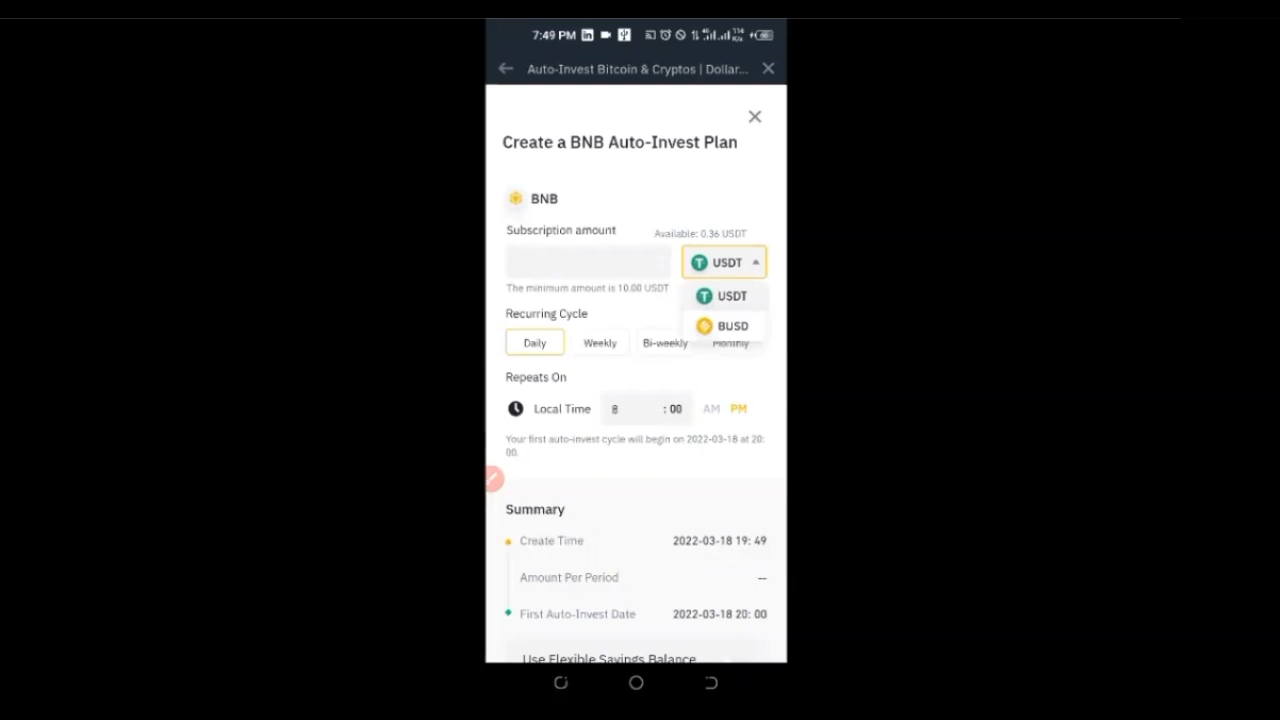 7:49 PM
Auto-Invest Bitcoin & Cryptos | Dollar...
Create a BNB Auto-Invest Plan
BNB
Subscription amount
Available: 0.36 USDT
USDT
The minimum amount is 10.00 USDT
USDT
Recurring Cycle
BUSD
Daily Weekly Bi-weekly Monthly
Repeats On
Local Time 8 : 00 AM PM
Your first auto-invest cycle will begin on 2022-03-18 at 20:
00.
Summary
Create Time 2022-03-18 19: 49
Amount Per Period --
First Auto-Invest Date 2022-03-18 20: 00
Use Flexible Savings Balance